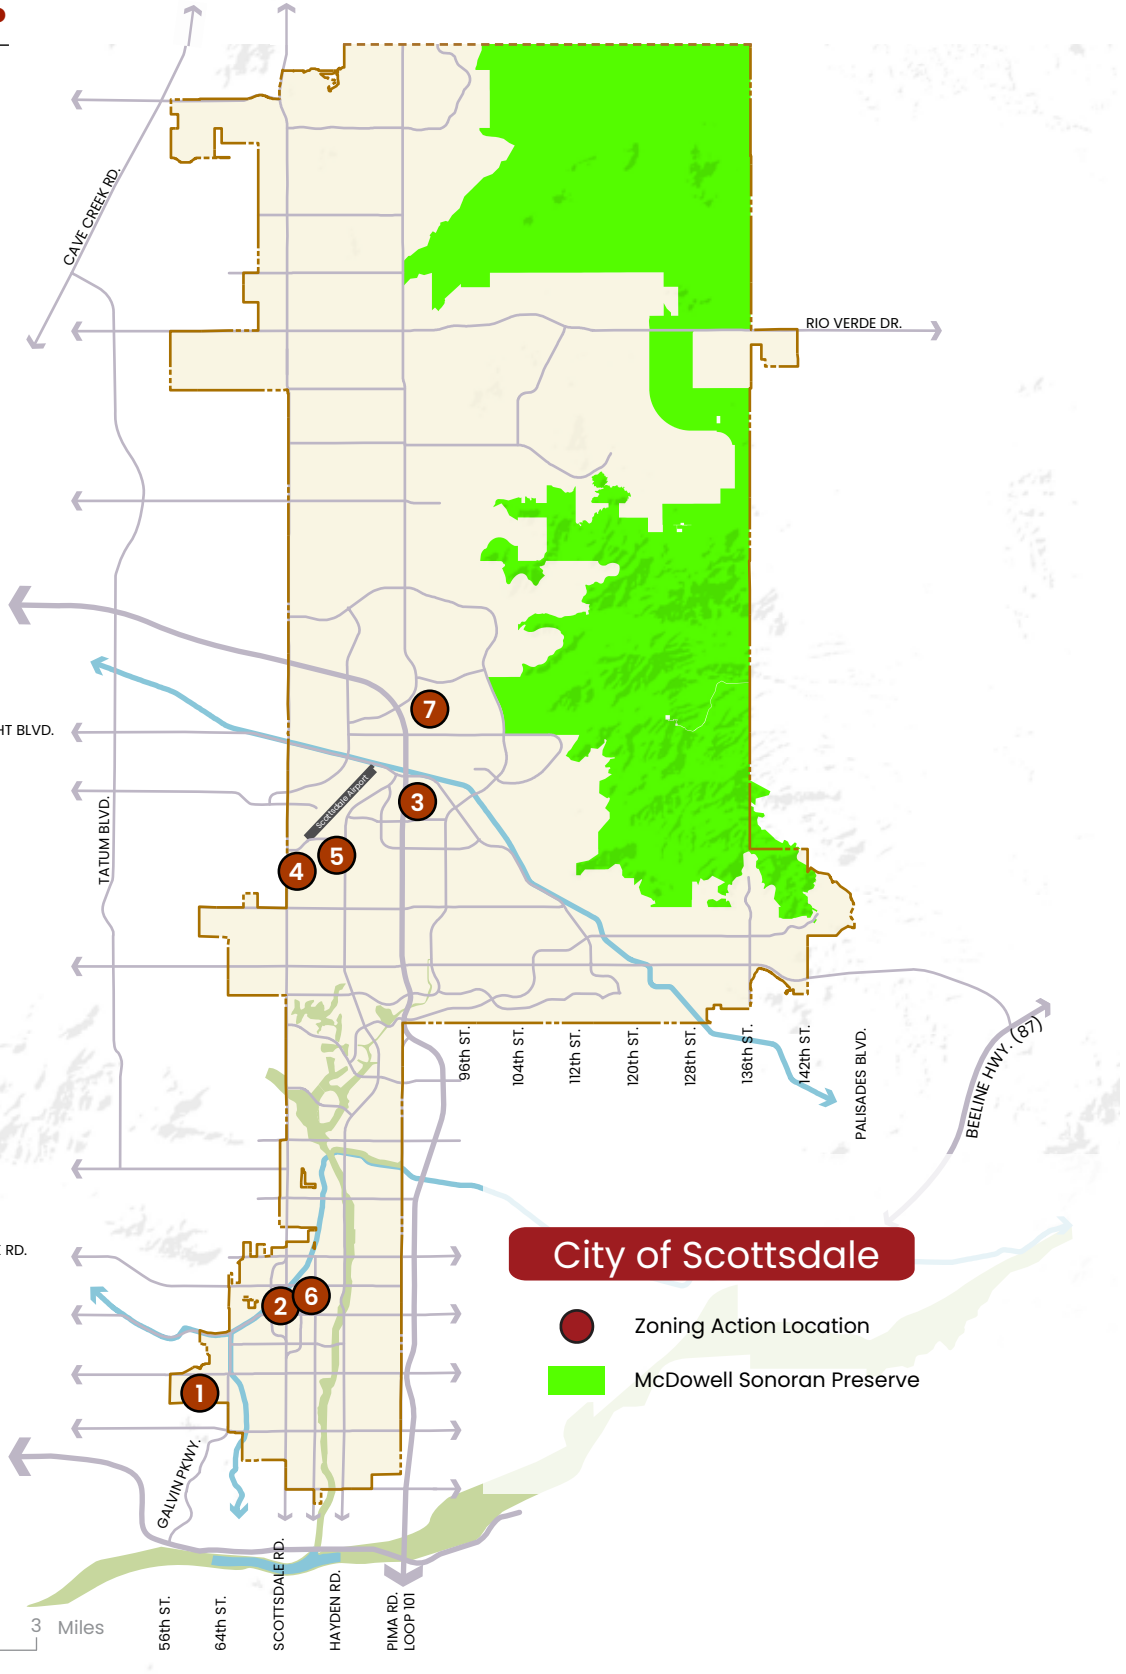 CAVE CREEK RD.
RIO VERDE DR.
7
HT BLVD.
Scottsdale Airport
3
TATUM BLVD.
5
4
96th ST.
104th ST.
112th ST.
120th ST.
128th ST.
136th ST.
142th ST.
PALISADES BLVD.
BEELINE HWY. (87)
RD.
City of Scottsdale
6
2
Zoning Action Location
McDowell Sonoran Preserve
1
GALVIN PKWY.
56th ST.
64th ST.
SCOTTSDALE RD.
HAYDEN RD.
PIMA RD.
LOOP 101
3 Miles